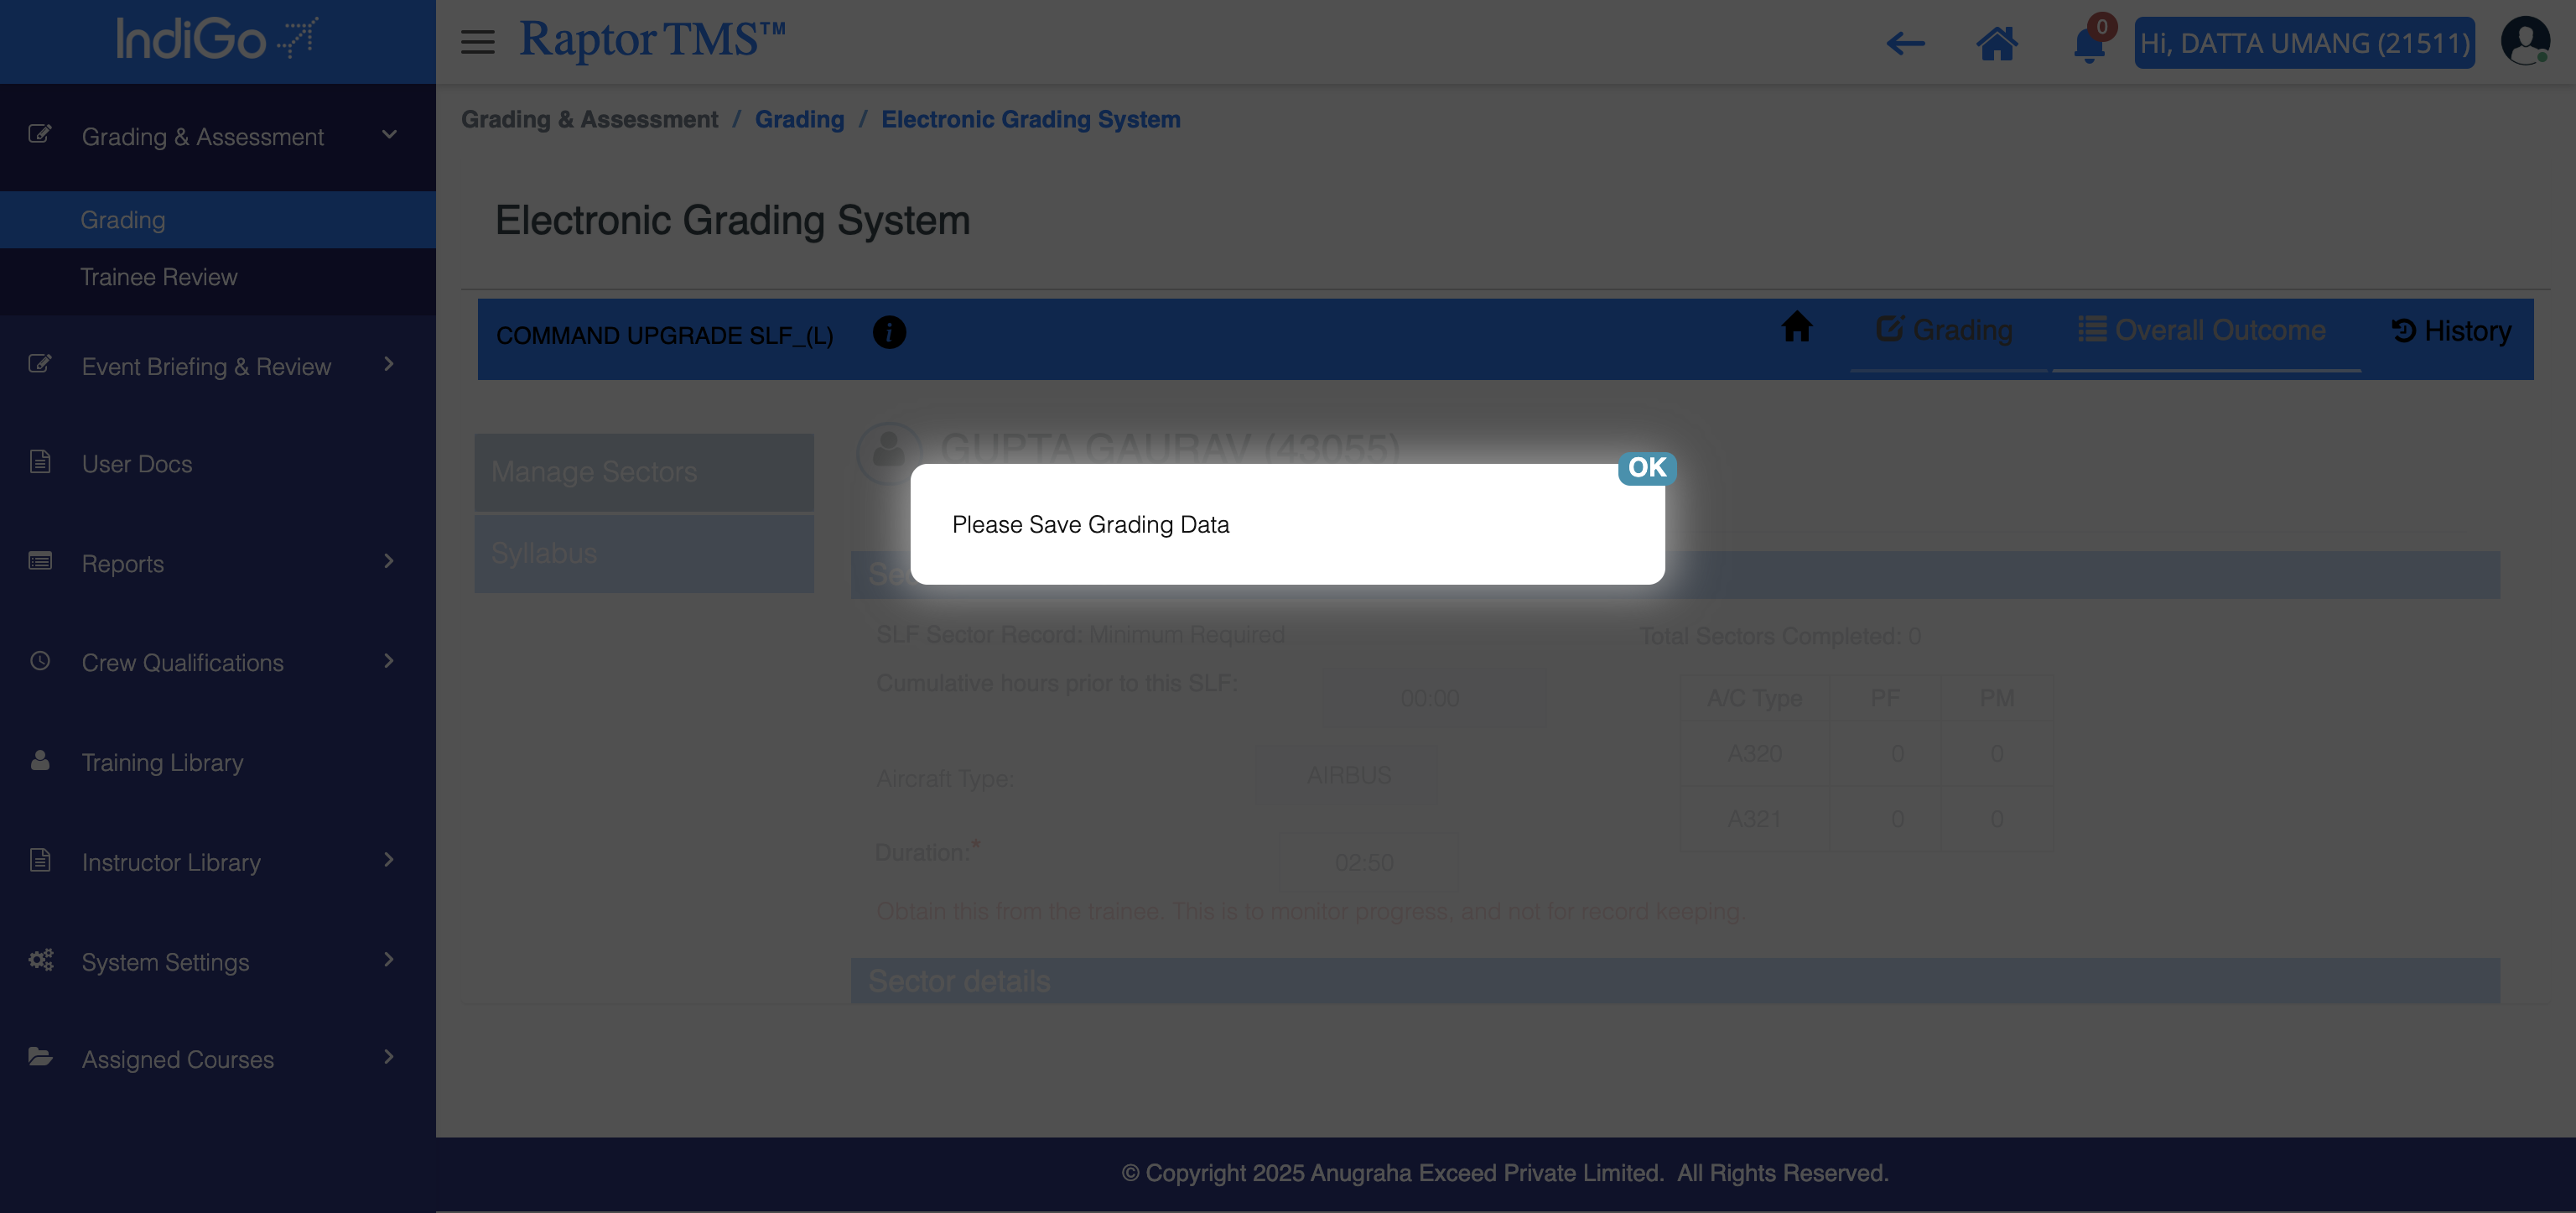 IndiGo
Raptor TMS™
0
Hi, DATTA UMANG (21511)
Grading & Assessment
Grading
Trainee Review
Event Briefing & Review
User Docs
Reports
Crew Qualifications
Training Library
Instructor Library
System Settings
Assigned Courses
Grading & Assessment / Grading / Electronic Grading System
Electronic Grading System
COMMAND UPGRADE SLF_(L)
Grading
Overall Outcome
History
Manage Sectors
Syllabus
GUPTA GAURAV (43055)
OK
Please Save Grading Data
SLF Sector Record: Minimum Required
Total Sectors Completed: 0
Cumulative hours prior to this SLF:
00:00
A/C Type PF PM
A320 0 0
A321 0 0
Aircraft Type:
AIRBUS
Duration:*
02:50
Obtain this from the trainee. This is to monitor progress, and not for record keeping.
Sector details
© Copyright 2025 Anugraha Exceed Private Limited. All Rights Reserved.